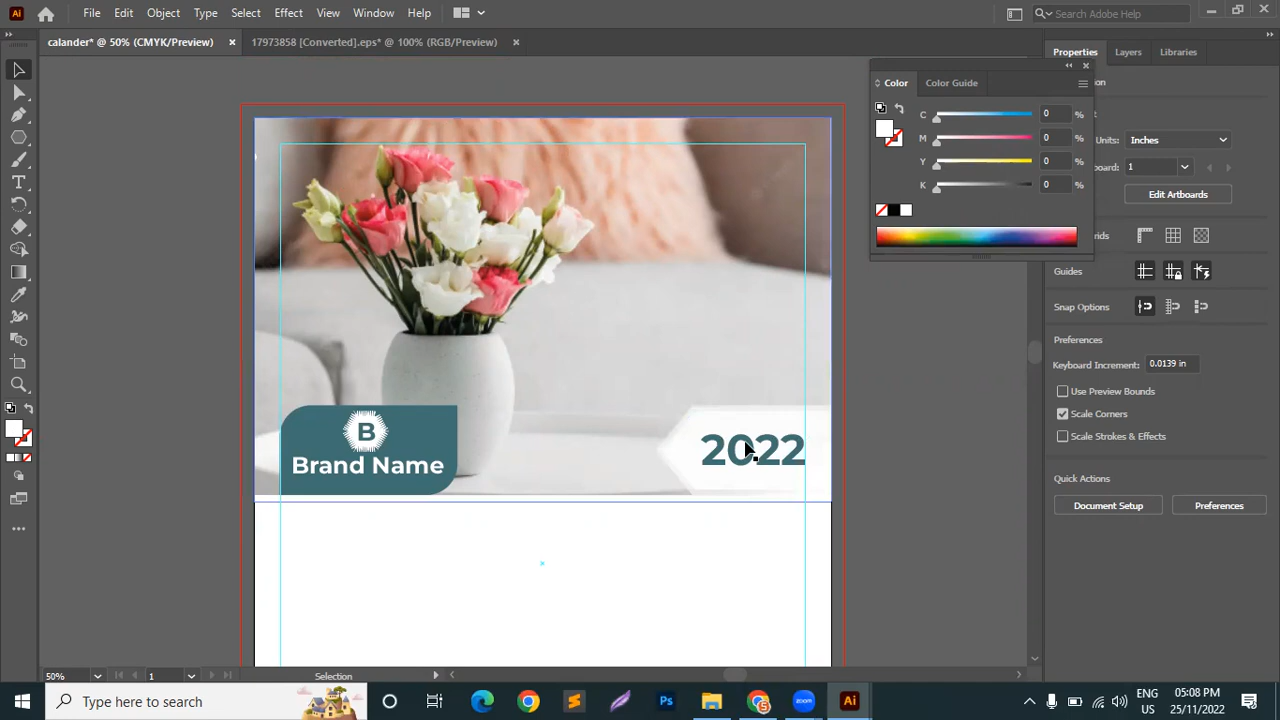 Ai File Edit Object Type Select Effect View Window Help Search Adobe Help
calander* @ 50% (CMYK/Preview) × 17973858 [Converted].eps* @ 100% (RGB/Preview) ×
Properties Layers Libraries
Color Color Guide
C 0 %
M 0 %
Y 0 %
K 0 %
Units: Inches
1
Edit Artboards
Guides
Snap Options
Preferences
Keyboard Increment: 0.0139 in
Use Preview Bounds
Scale Corners
Scale Strokes & Effects
Quick Actions
Document Setup Preferences
B
Brand Name
2022
50% 1 Selection
Type here to search
Ps Ai
ENG
US
05:08 PM
25/11/2022